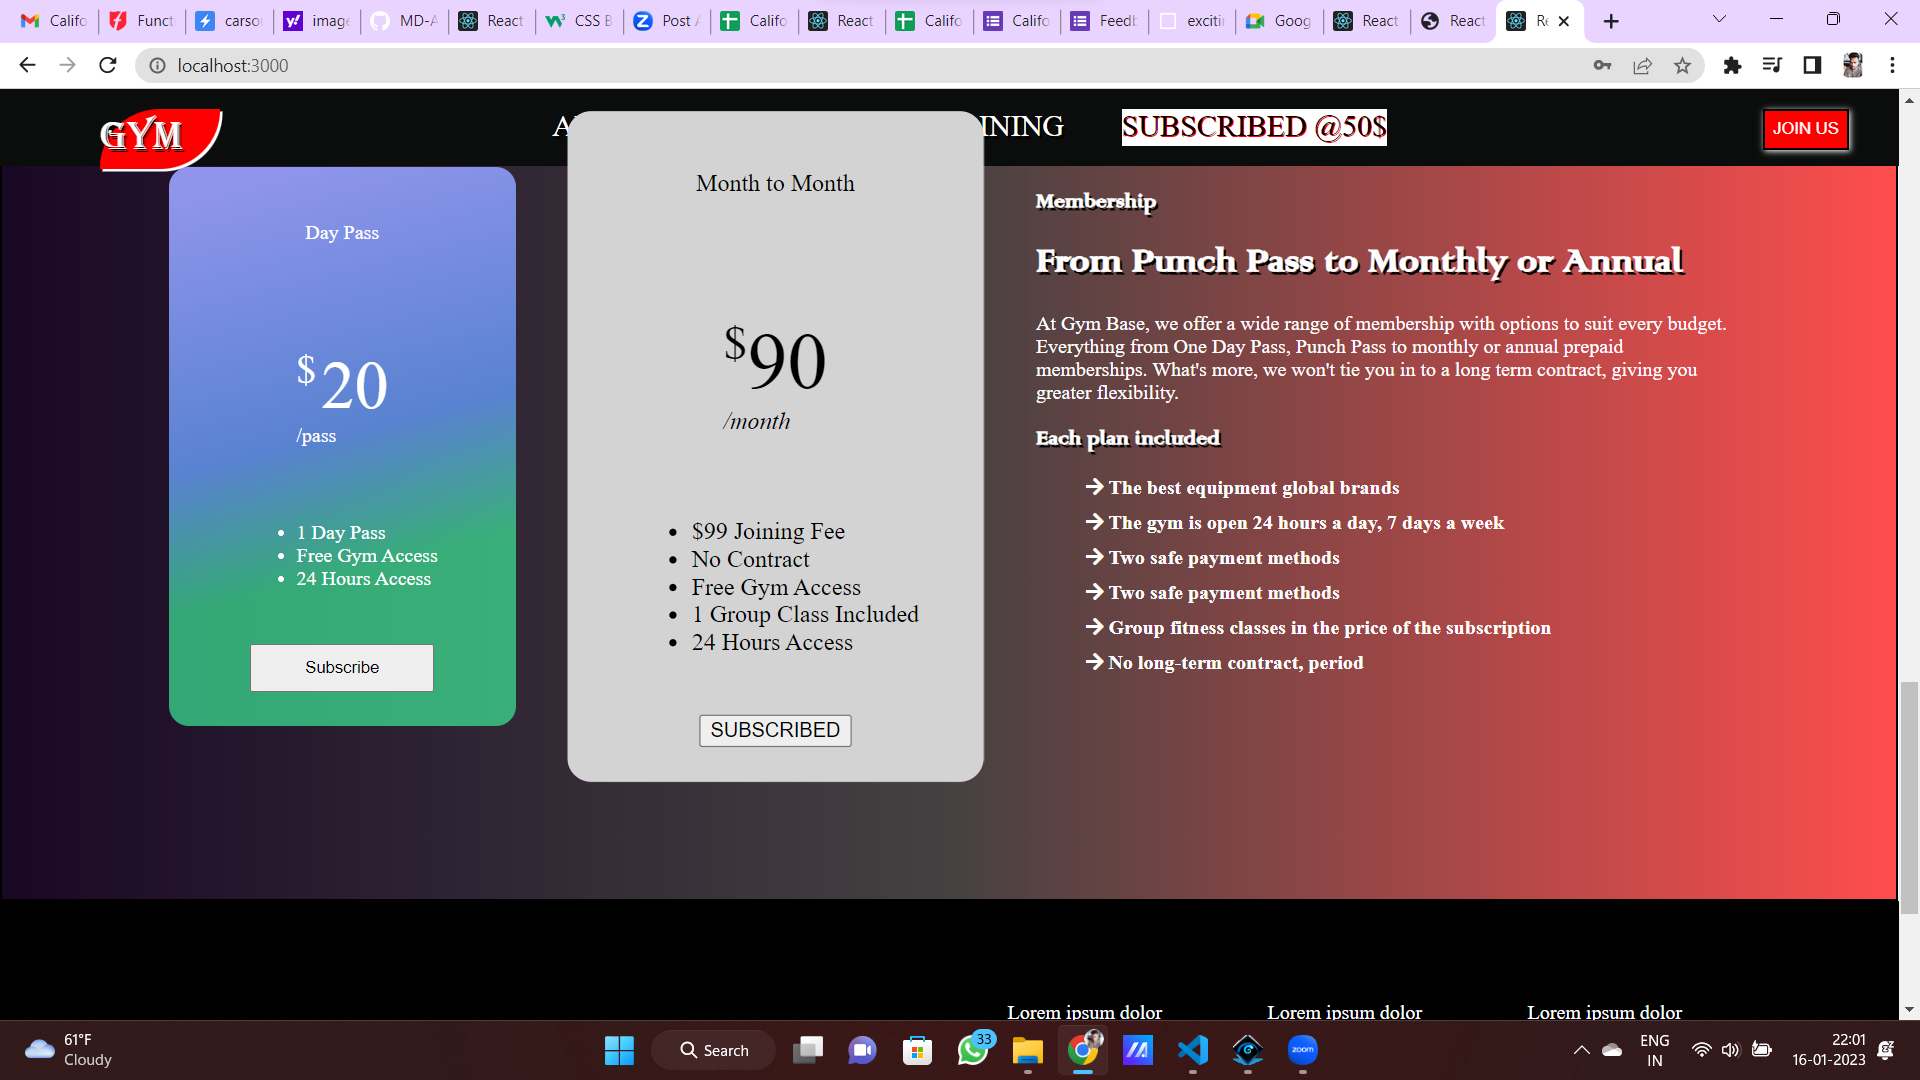 Califo
Funct
carso
image
MD-A
React
CSS B
Post A
Califo
React
Califo
Califo
Feedb
excitin
Goog
React
React
Re
localhost:3000
GYM
A
INING
SUBSCRIBED @50$
JOIN US
Day Pass
$20
/pass
1 Day Pass
Free Gym Access
24 Hours Access
Subscribe
Month to Month
$90
/month
$99 Joining Fee
No Contract
Free Gym Access
1 Group Class Included
24 Hours Access
SUBSCRIBED
Membership
From Punch Pass to Monthly or Annual
At Gym Base, we offer a wide range of membership with options to suit every budget.
Everything from One Day Pass, Punch Pass to monthly or annual prepaid
memberships. What's more, we won't tie you in to a long term contract, giving you
greater flexibility.
Each plan included
The best equipment global brands
The gym is open 24 hours a day, 7 days a week
Two safe payment methods
Two safe payment methods
Group fitness classes in the price of the subscription
No long-term contract, period
Lorem ipsum dolor
Lorem ipsum dolor
Lorem ipsum dolor
61°F
Cloudy
Search
33
zoom
ENG
IN
22:01
16-01-2023